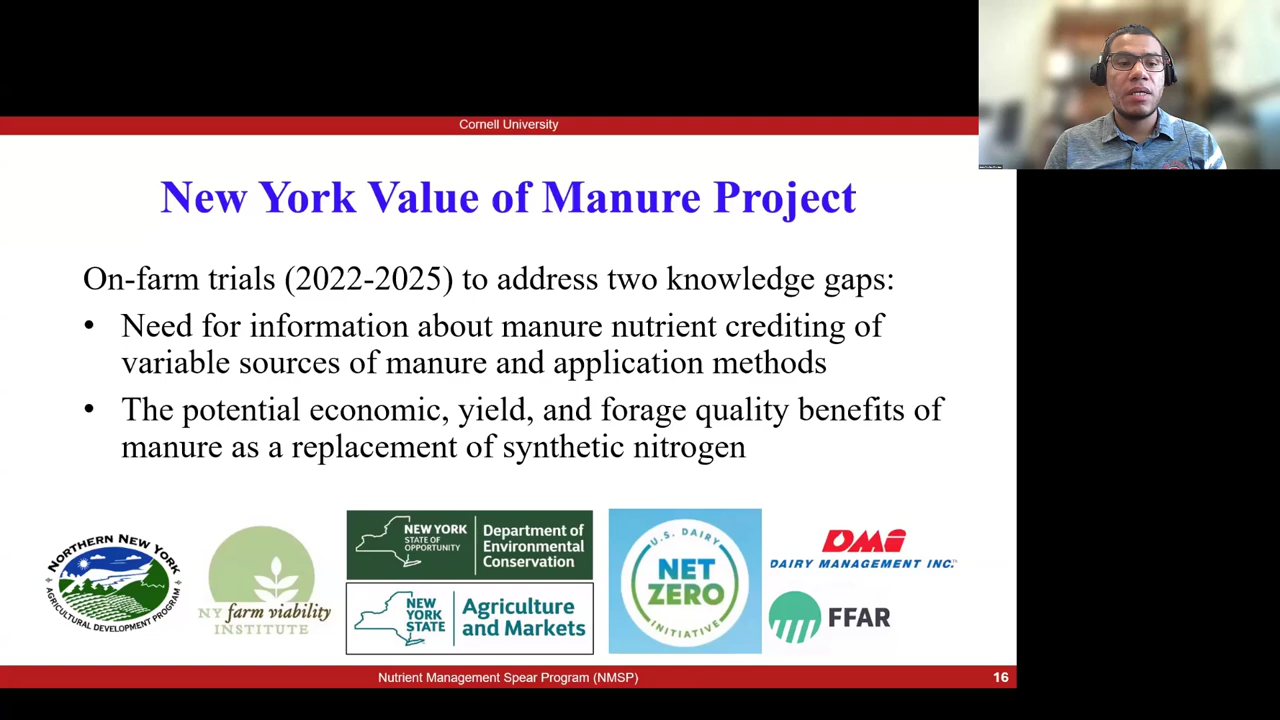 Cornell University
New York Value of Manure Project
On-farm trials (2022-2025) to address two knowledge gaps:
• Need for information about manure nutrient crediting of
variable sources of manure and application methods
• The potential economic, yield, and forage quality benefits of
manure as a replacement of synthetic nitrogen
NORTHERN NEW YORK
AGRICULTURAL DEVELOPMENT PROGRAM
NY farm viability
INSTITUTE
NEW YORK
STATE OF
OPPORTUNITY
Department of
Environmental
Conservation
NEW
YORK
STATE
Agriculture
and Markets
U.S. DAIRY
NET
ZERO
INITIATIVE
DMI
DAIRY MANAGEMENT INC.
FFAR
Nutrient Management Spear Program (NMSP)
16